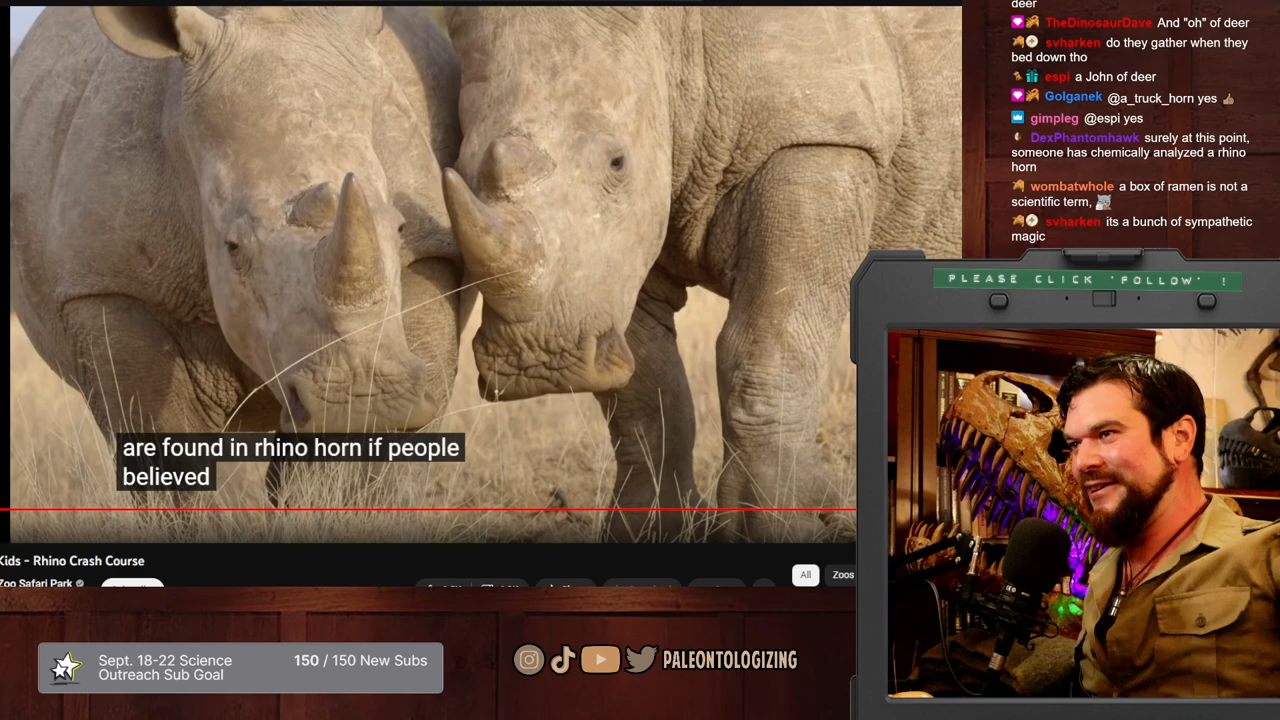 deer
TheDinosaurDave And "oh" of deer
svharken do they gather when they
bed down tho
espi a John of deer
Golganek @a_truck_horn yes
gimpleg @espi yes
DexPhantomhawk surely at this point,
someone has chemically analyzed a rhino
horn
wombatwhole a box of ramen is not a
scientific term,
svharken its a bunch of sympathetic
magic
PLEASE CLICK 'FOLLOW' !
are found in rhino horn if people
believed
Kids - Rhino Crash Course
Zoo Safari Park
All Zoos
Sept. 18-22 Science 150 / 150 New Subs
Outreach Sub Goal
PALEONTOLOGIZING